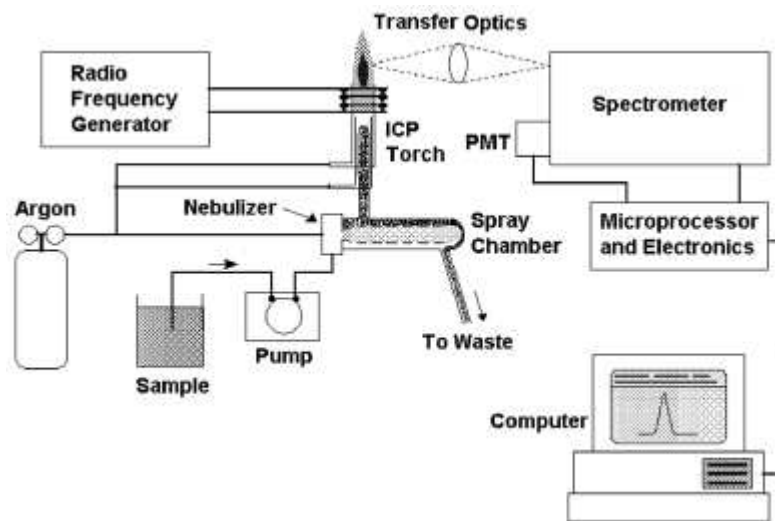 Transfer Optics
Radio
Frequency
Generator
Spectrometer
ICP
Torch
PMT
Argon
Nebulizer
Spray
Chamber
Microprocessor
and Electronics
Sample
Pump
To Waste
Computer